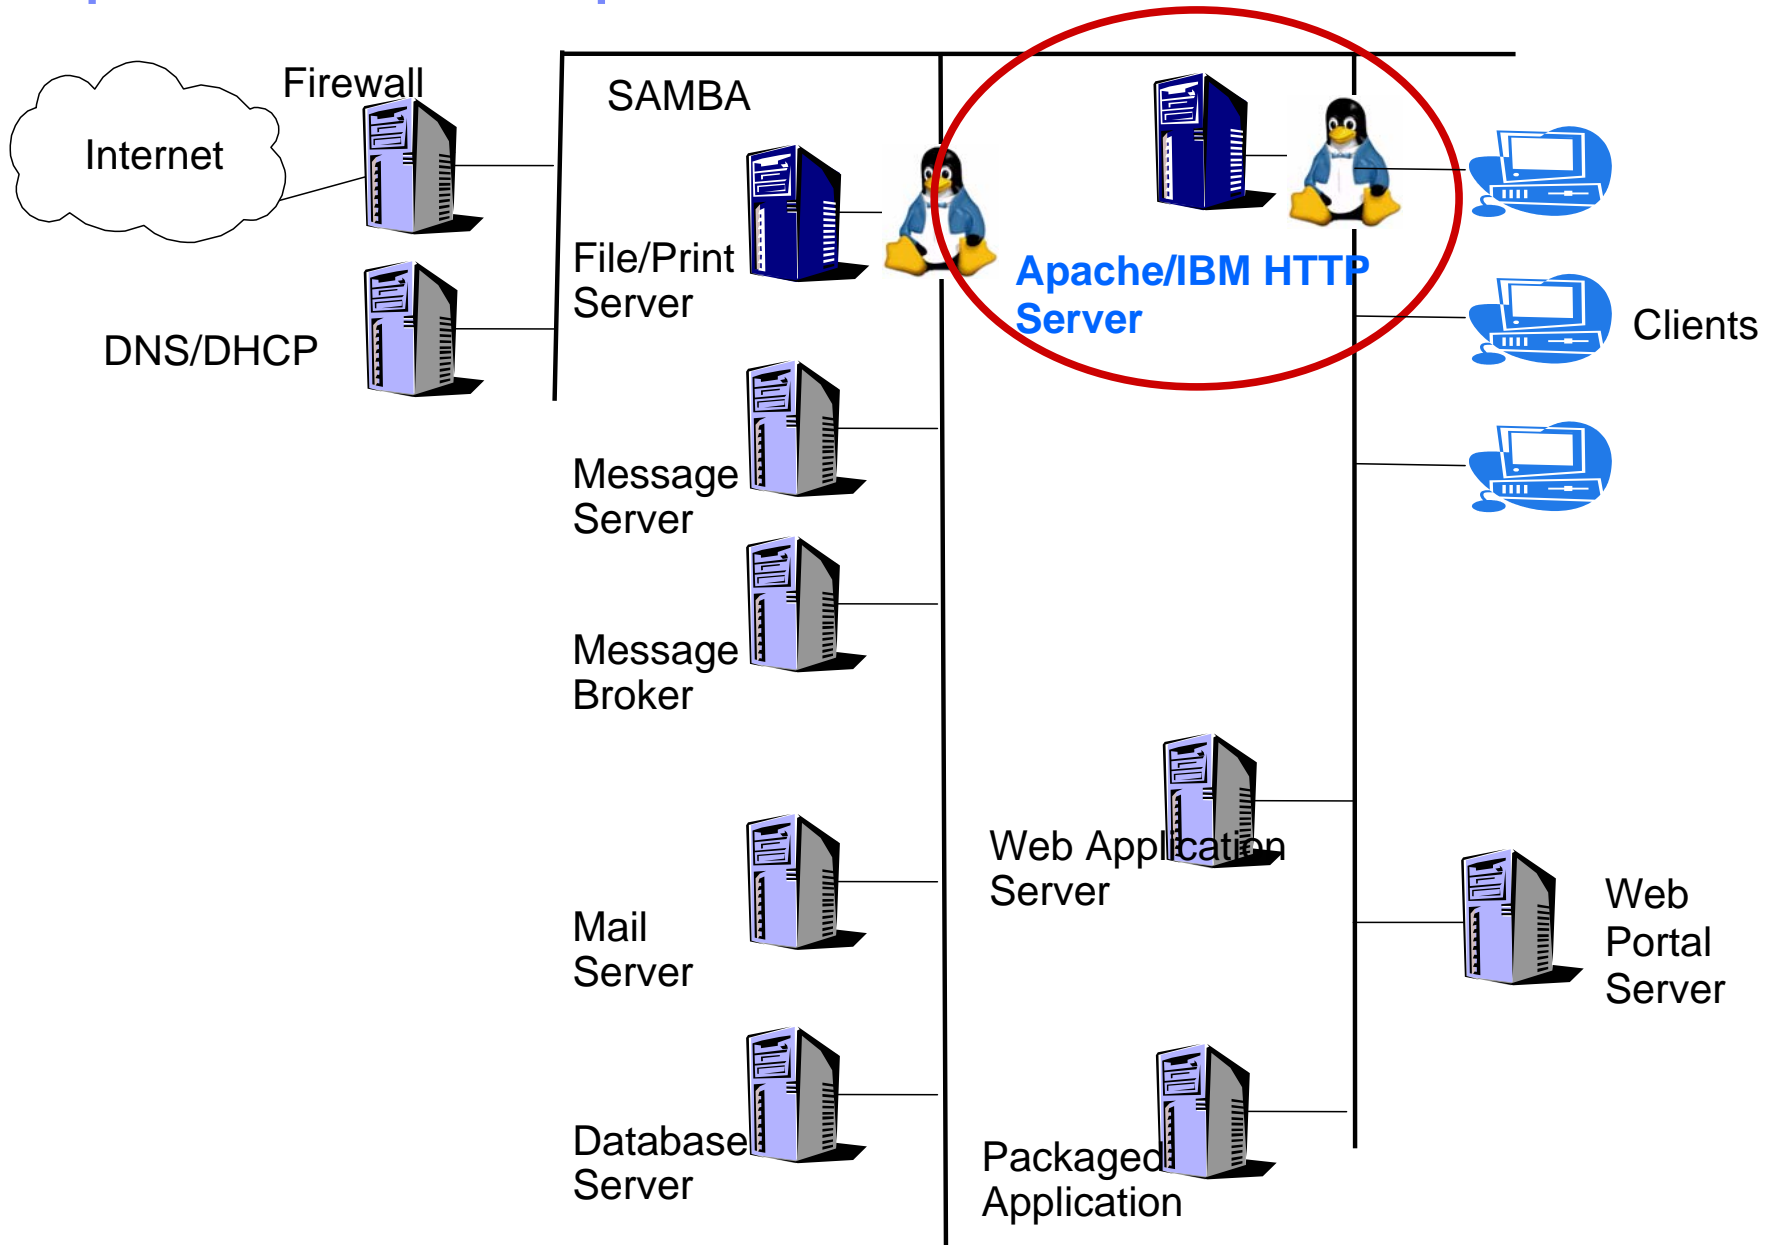 Firewall
Internet
DNS/DHCP
SAMBA
File/Print
Server
Apache/IBM HTTP
Server
Clients
Message
Server
Message
Broker
Mail
Server
Database
Server
Web Application
Server
Packaged
Application
Web
Portal
Server